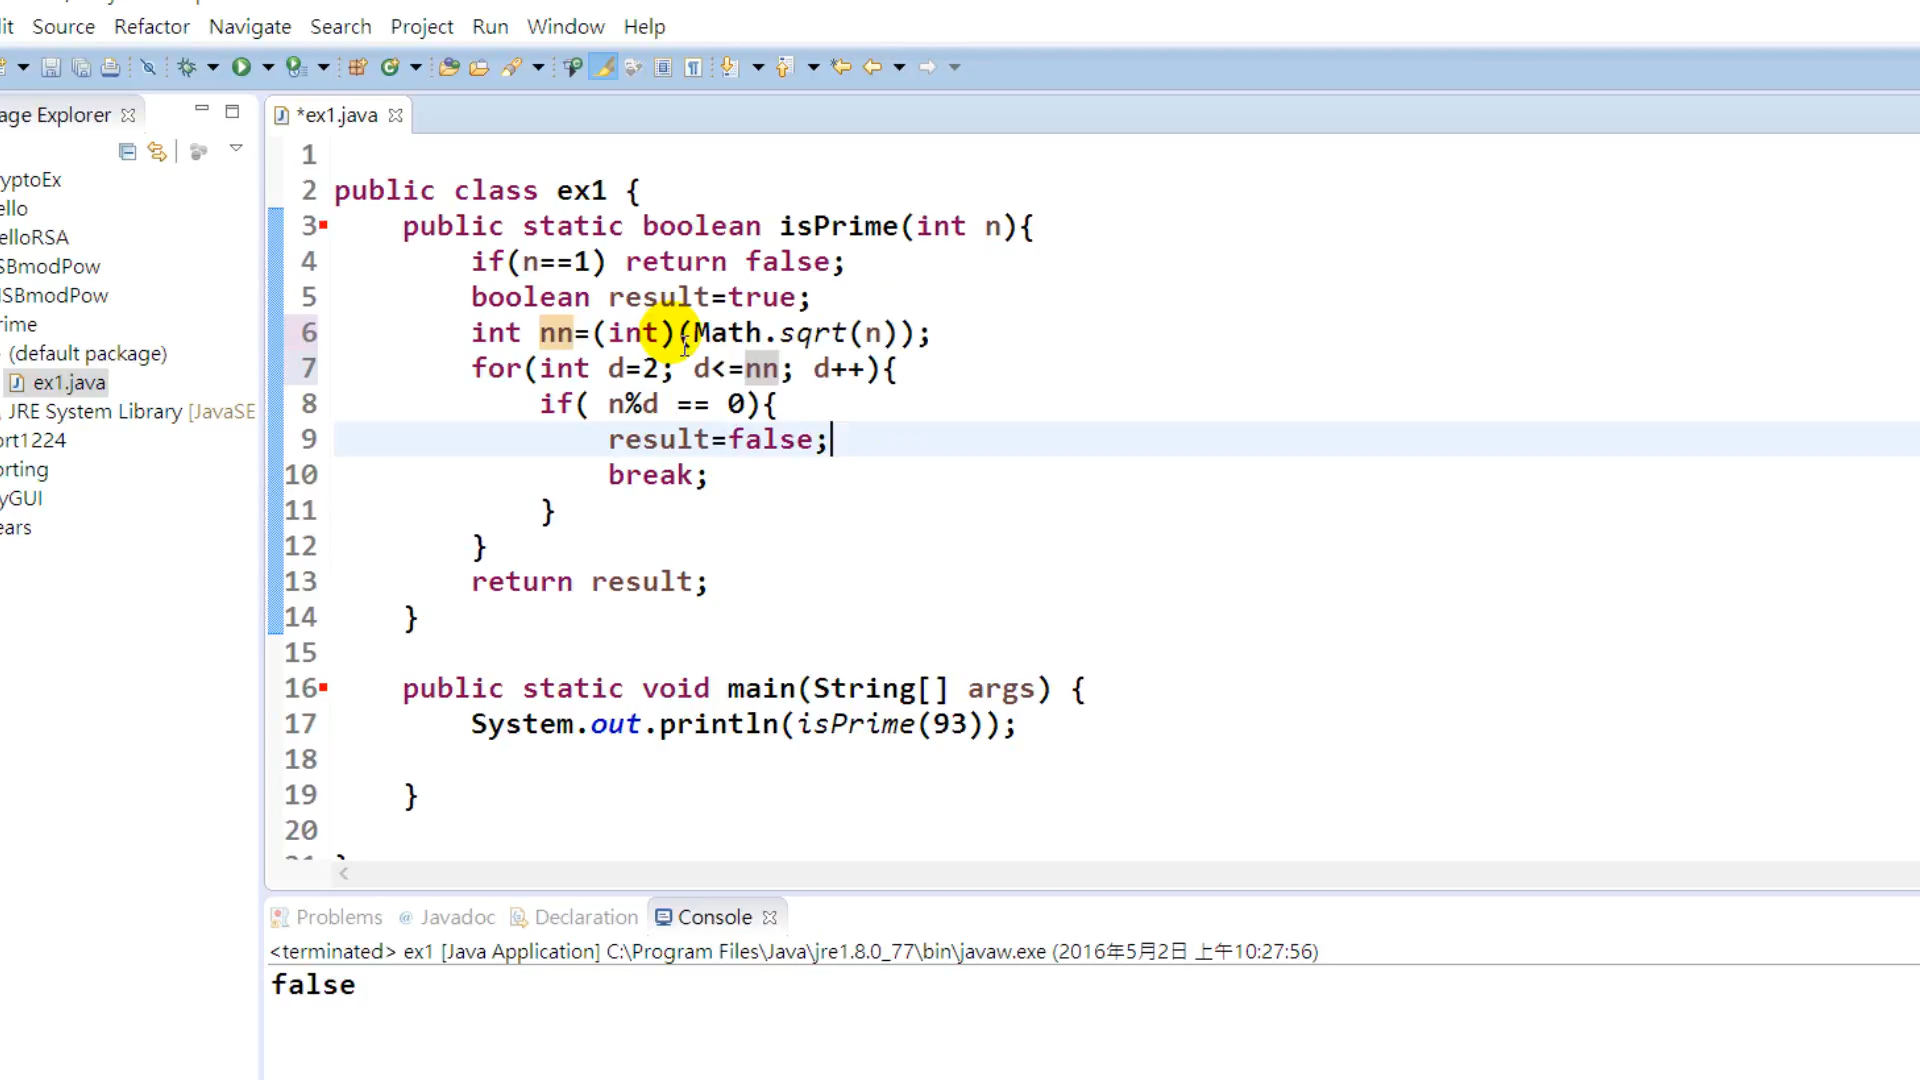 it Source Refactor Navigate Search Project Run Window Help
age Explorer
*ex1.java
yptoEx
ello
elloRSA
SBmodPow
ISBmodPow
rime
(default package)
ex1.java
JRE System Library [JavaSE
ort1224
orting
yGUI
ears
1
2 public class ex1 {
3 public static boolean isPrime(int n){
4 if(n==1) return false;
5 boolean result=true;
6 int nn=(int)(Math.sqrt(n));
7 for(int d=2; d<=nn; d++){
8 if( n%d == 0){
9 result=false;
10 break;
11 }
12 }
13 return result;
14 }
15
16 public static void main(String[] args) {
17 System.out.println(isPrime(93));
18
19 }
20
Problems @ Javadoc Declaration Console
<terminated> ex1 [Java Application] C:\Program Files\Java\jre1.8.0_77\bin\javaw.exe (2016年5月2日 上午10:27:56)
false